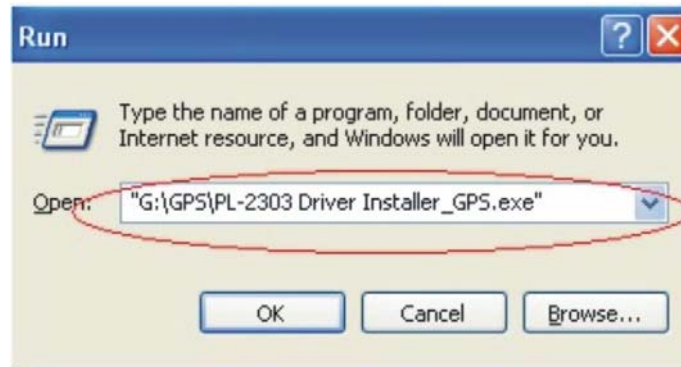 Run
Type the name of a program, folder, document, or
Internet resource, and Windows will open it for you.
Open: "G:\GPS\PL-2303 Driver Installer_GPS.exe"
OK Cancel Browse...